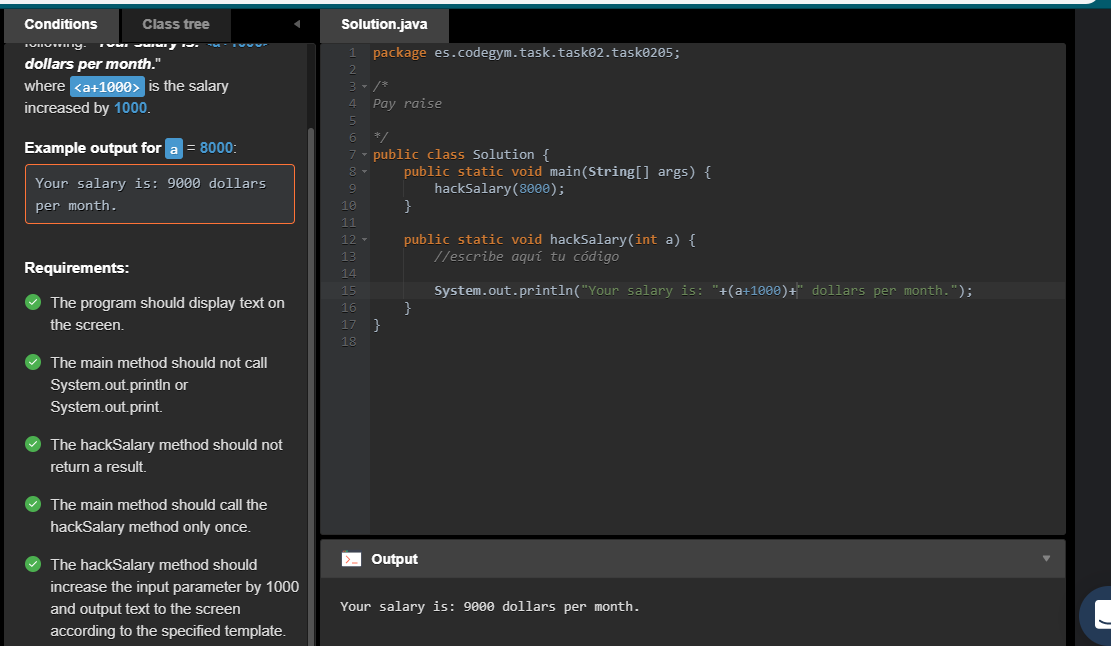 Conditions
Class tree
following: "Your salary is: <a+1000>
dollars per month."
where <a+1000> is the salary
increased by 1000.
Example output for a = 8000:
Your salary is: 9000 dollars
per month.
Requirements:
The program should display text on
the screen.
The main method should not call
System.out.println or
System.out.print.
The hackSalary method should not
return a result.
The main method should call the
hackSalary method only once.
The hackSalary method should
increase the input parameter by 1000
and output text to the screen
according to the specified template.
Solution.java
1 package es.codegym.task.task02.task0205;
2
3 /*
4 Pay raise
5
6 */
7 public class Solution {
8 public static void main(String[] args) {
9 hackSalary(8000);
10 }
11
12 public static void hackSalary(int a) {
13 //escribe aquí tu código
14
15 System.out.println("Your salary is: "+(a+1000)+" dollars per month.");
16 }
17 }
18
Output
Your salary is: 9000 dollars per month.